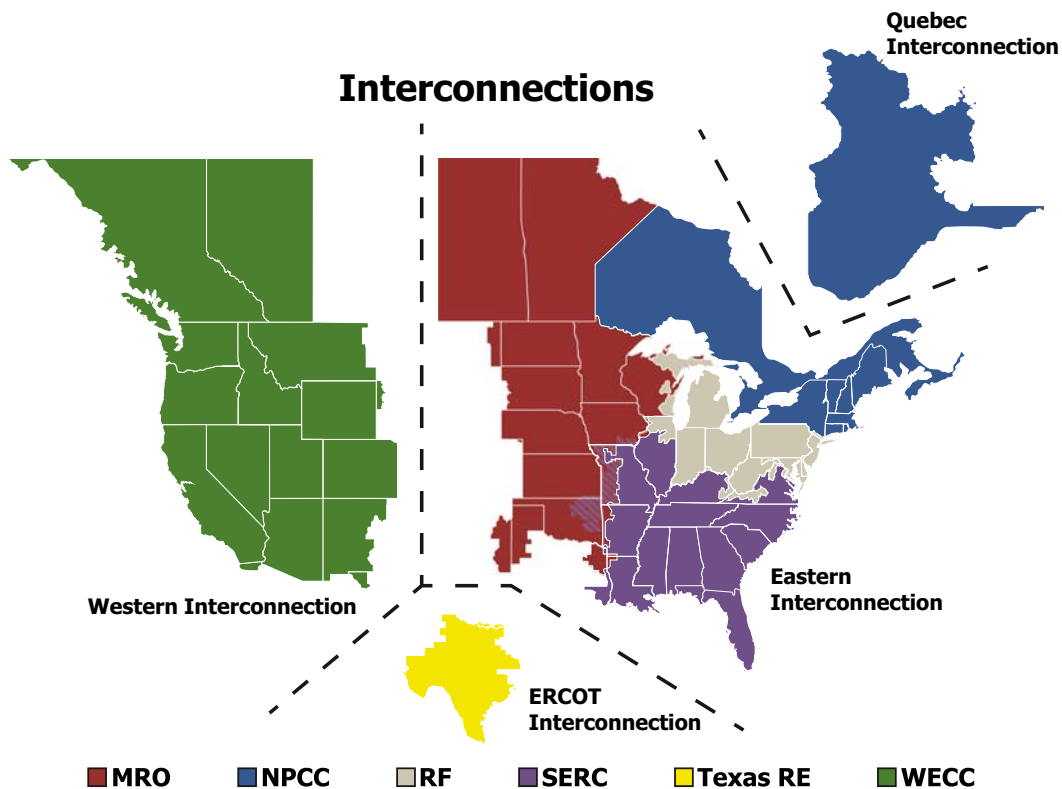 Quebec
Interconnection
Interconnections
Western Interconnection
Eastern
Interconnection
ERCOT
Interconnection
MRO
NPCC
RF
SERC
Texas RE
WECC